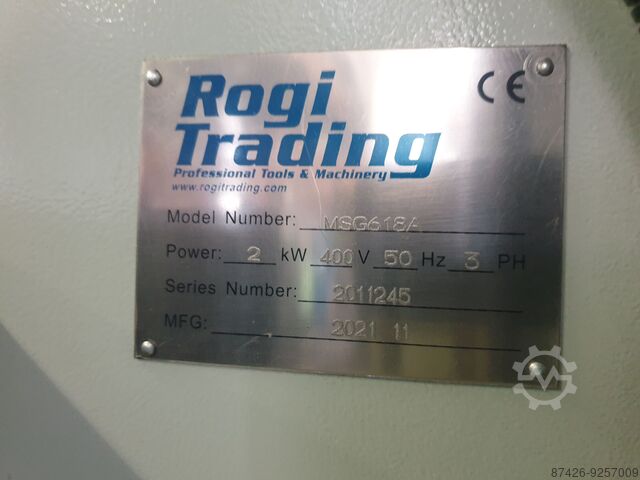 Rogi
CE
Trading
Professional Tools & Machinery
www.rogitrading.com
Model Number: MSG618A
Power: 2 kW 400 V 50 Hz 3 PH
Series Number: 2011245
MFG: 2021 11
87426-9257009